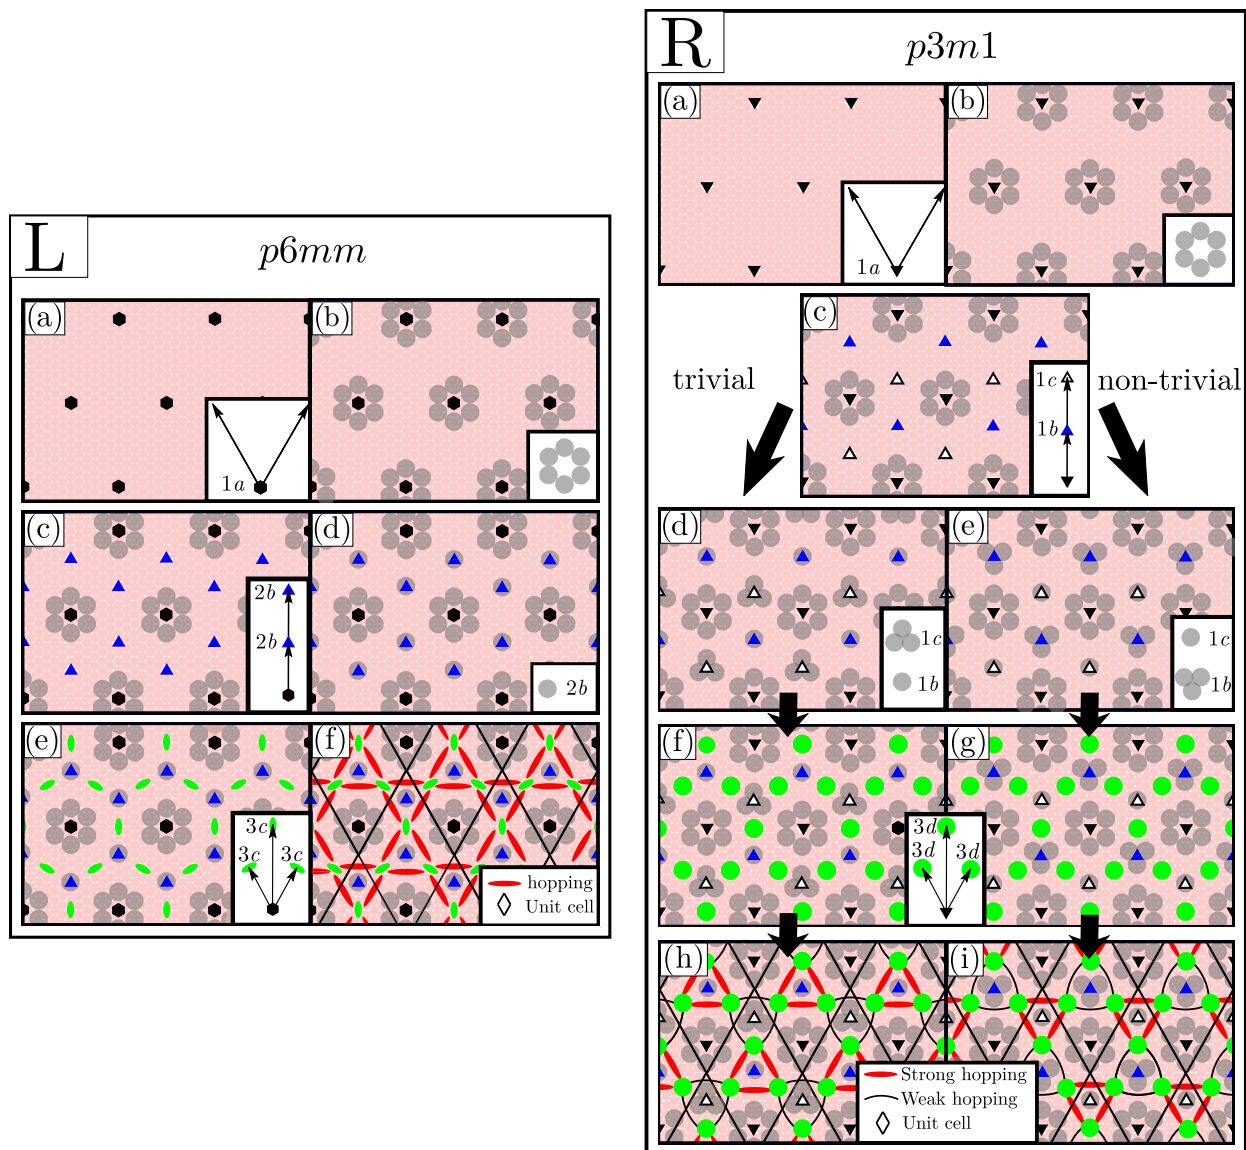 L
p6mm
(a)
1a
(b)
(c)
2b
2b
(d)
2b
(e)
3c
3c
3c
(f)
hopping
Unit cell
R
p3m1
(a)
1a
(b)
(c)
1c
1b
trivial
non-trivial
(d)
1c
1b
(e)
1c
1b
(f)
(g)
3d
3d
3d
(h)
(i)
Strong hopping
Weak hopping
Unit cell